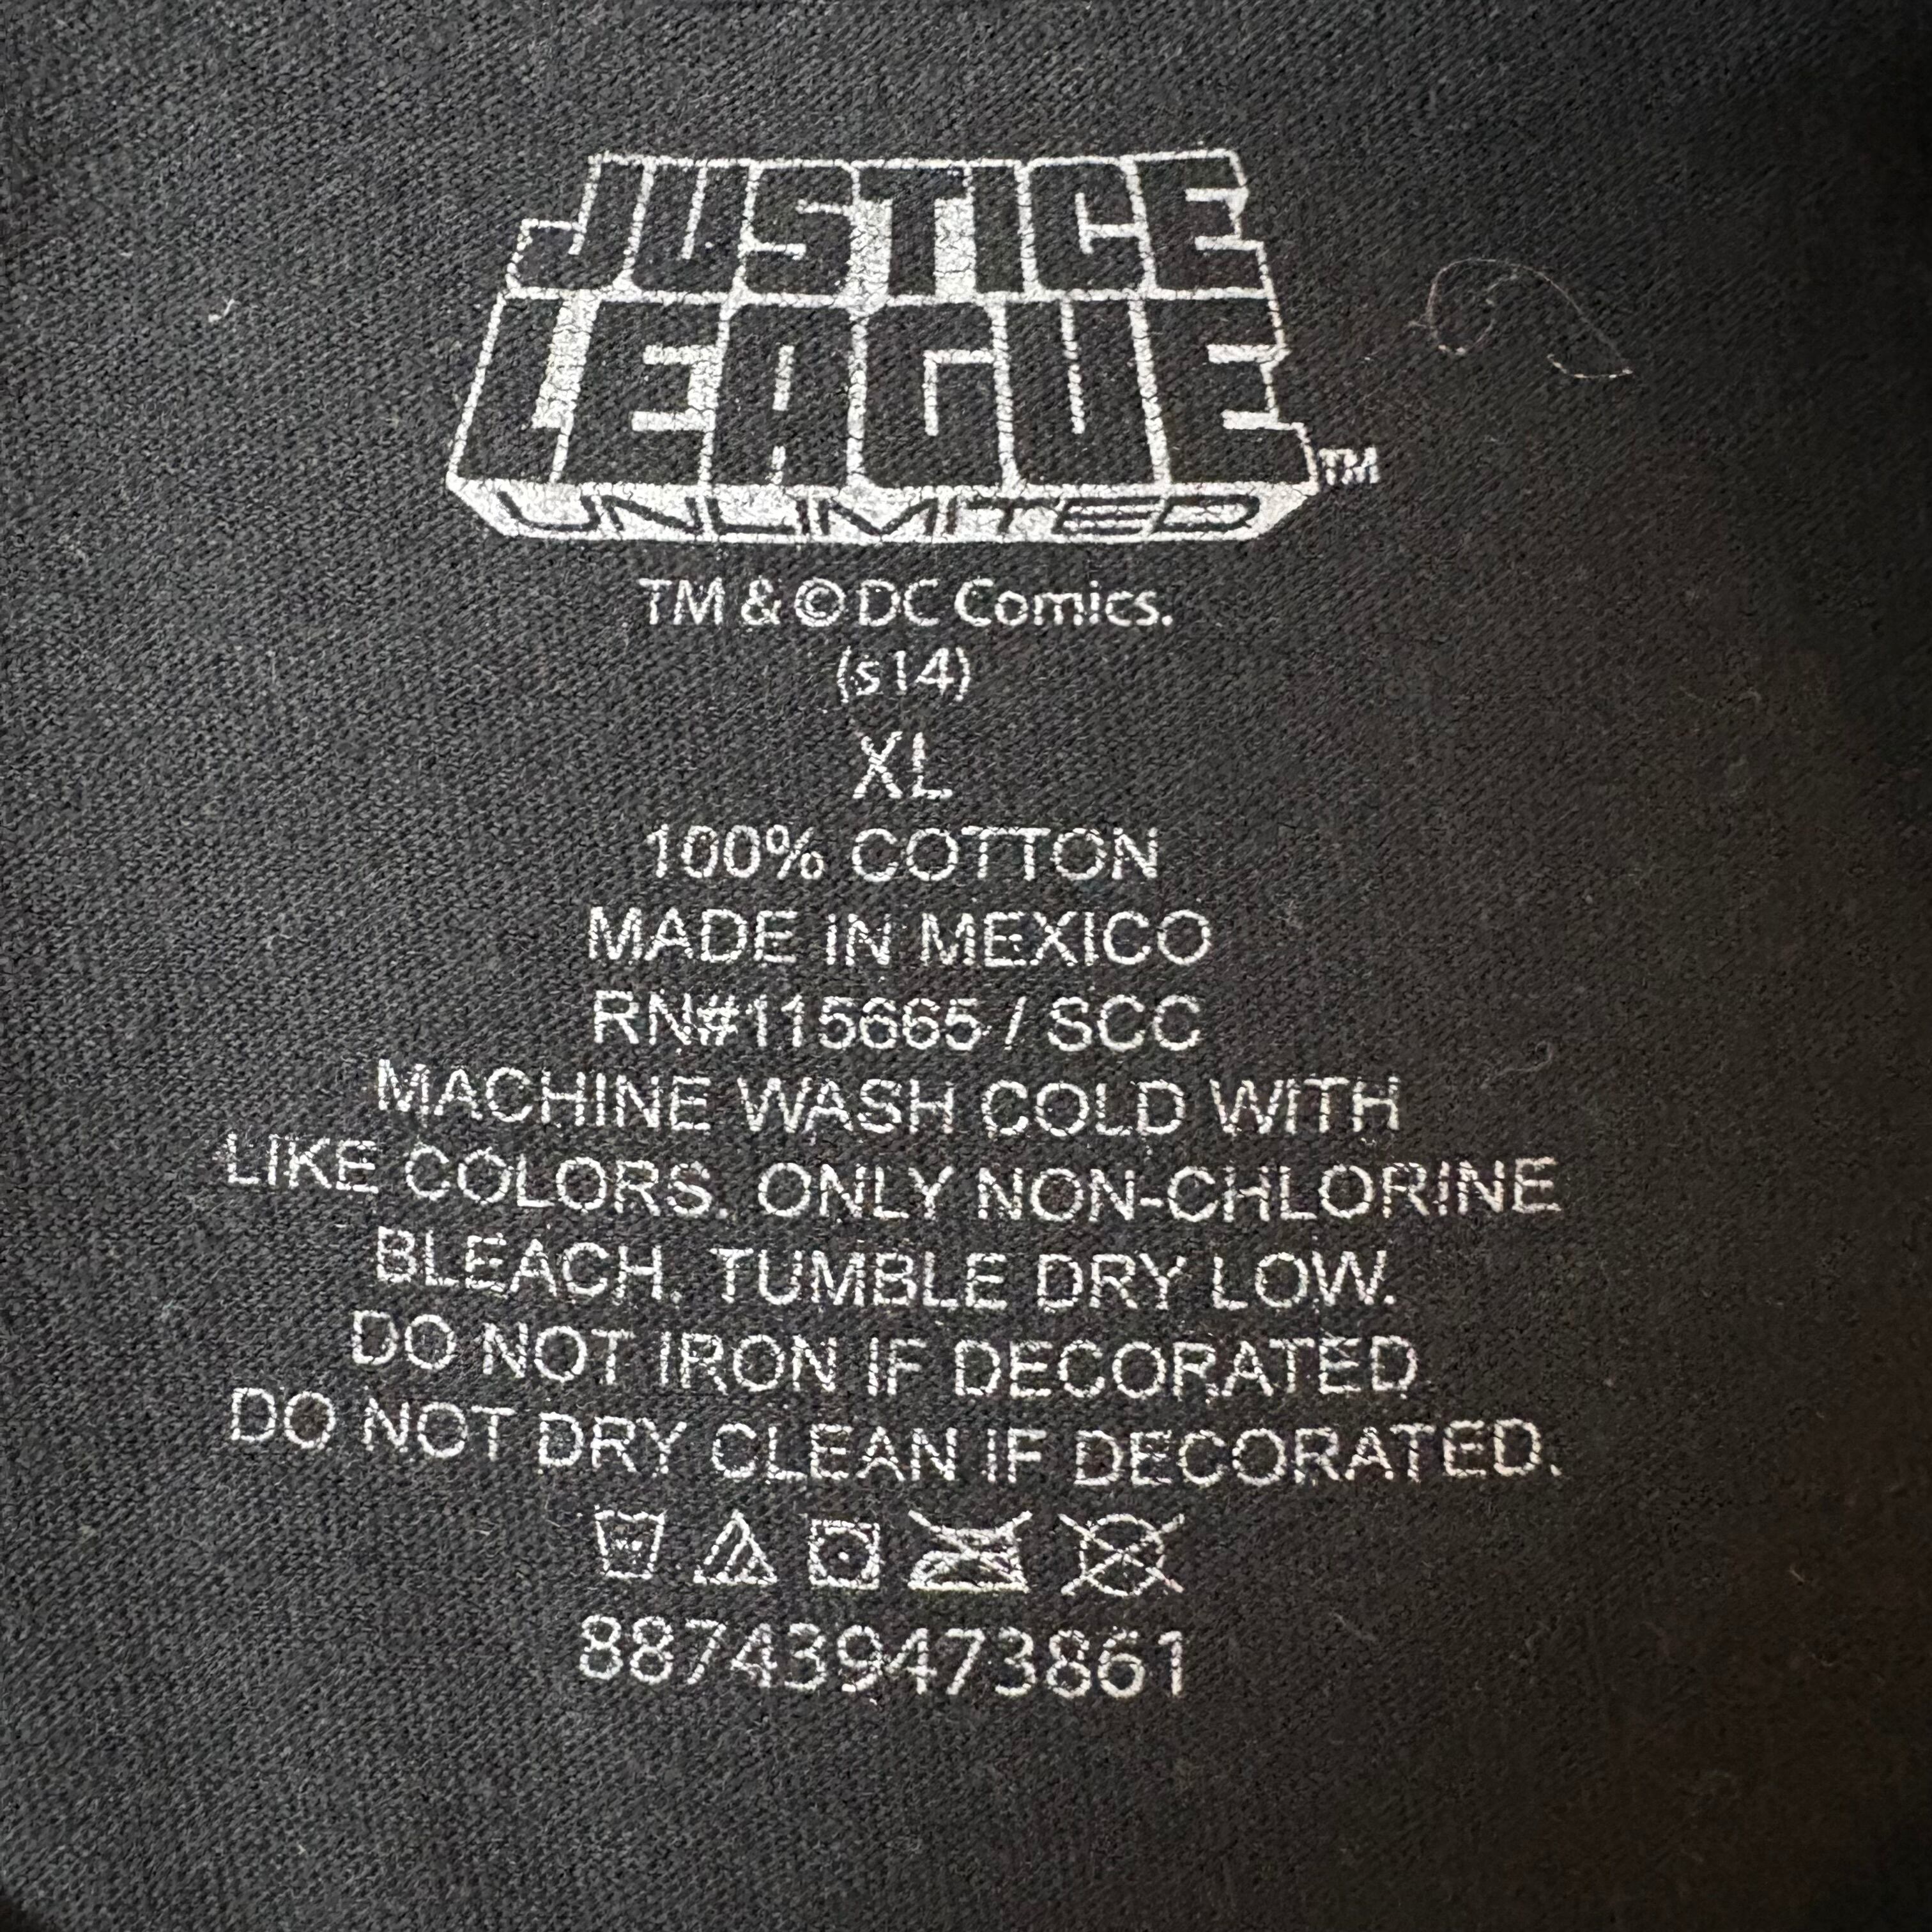 JUSTICE
LEAGUE TM
UNLIMITED
TM & © DC Comics.
(s14)
XL
100% COTTON
MADE IN MEXICO
RN#115665 / SCC
MACHINE WASH COLD WITH
LIKE COLORS. ONLY NON-CHLORINE
BLEACH. TUMBLE DRY LOW.
DO NOT IRON IF DECORATED
DO NOT DRY CLEAN IF DECORATED.
887439473861